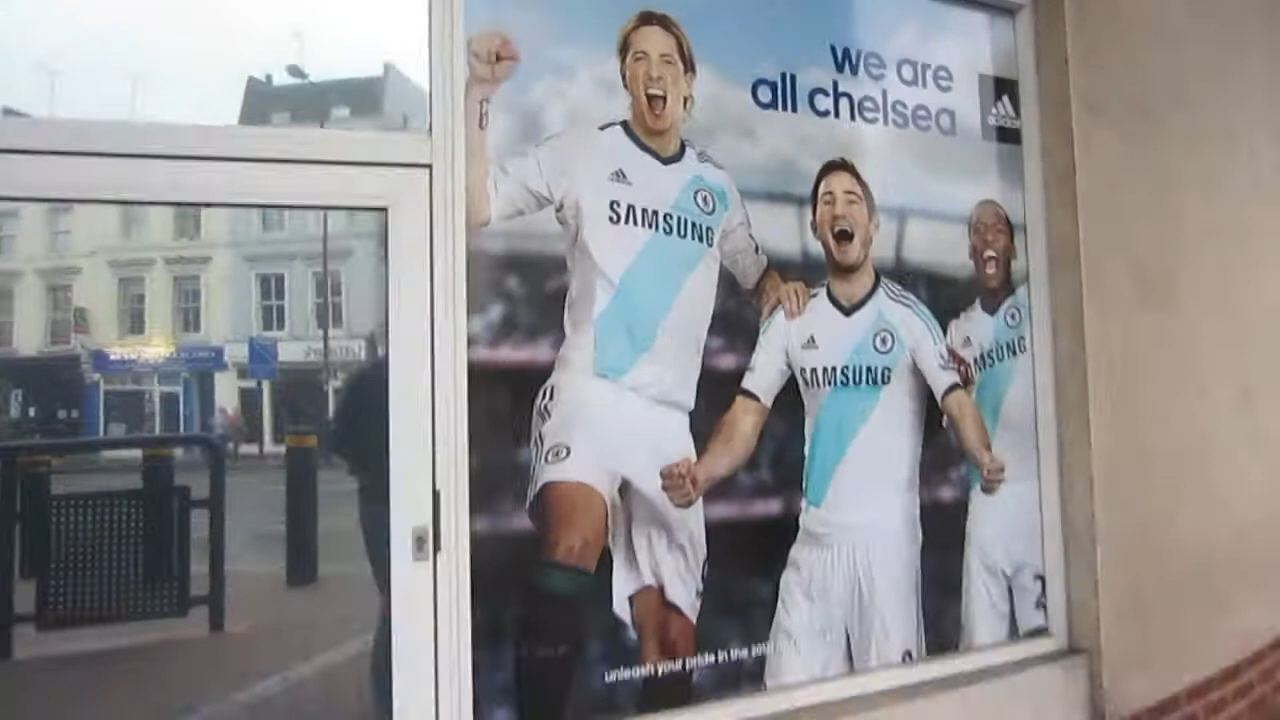 we are
all chelsea
adidas
SAMSUNG
SAMSUNG
SAMSUNG
unleash your pride in the